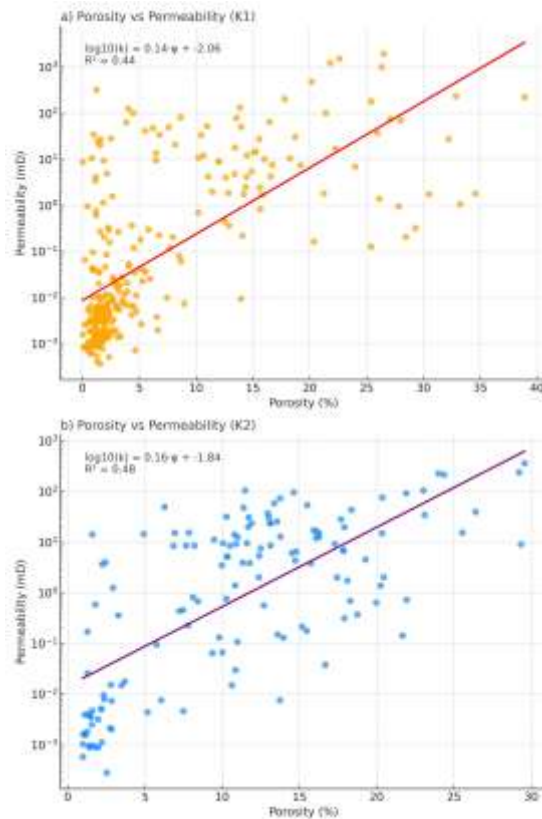 a) Porosity vs Permeability (K1)
log10(k) = 0.14·φ + -2.06
R² = 0.44
Permeability (mD)
10³
10²
10¹
10⁰
10⁻¹
10⁻²
10⁻³
0 5 10 15 20 25 30 35 40
Porosity (%)
b) Porosity vs Permeability (K2)
log10(k) = 0.16·φ + -1.84
R² = 0.48
Permeability (mD)
10³
10²
10¹
10⁰
10⁻¹
10⁻²
10⁻³
0 5 10 15 20 25 30
Porosity (%)